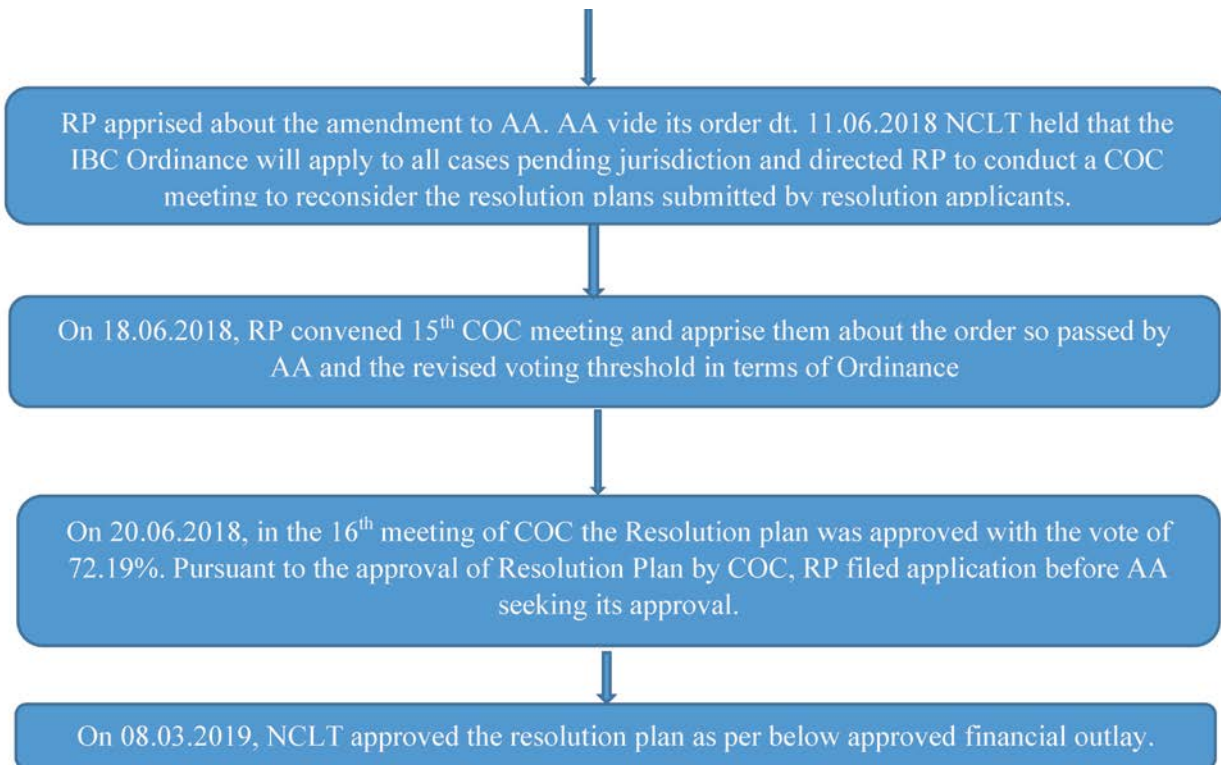 RP apprised about the amendment to AA. AA vide its order dt. 11.06.2018 NCLT held that the
IBC Ordinance will apply to all cases pending jurisdiction and directed RP to conduct a COC
meeting to reconsider the resolution plans submitted by resolution applicants.
On 18.06.2018, RP convened 15th COC meeting and apprise them about the order so passed by
AA and the revised voting threshold in terms of Ordinance
On 20.06.2018, in the 16th meeting of COC the Resolution plan was approved with the vote of
72.19%. Pursuant to the approval of Resolution Plan by COC, RP filed application before AA
seeking its approval.
On 08.03.2019, NCLT approved the resolution plan as per below approved financial outlay.